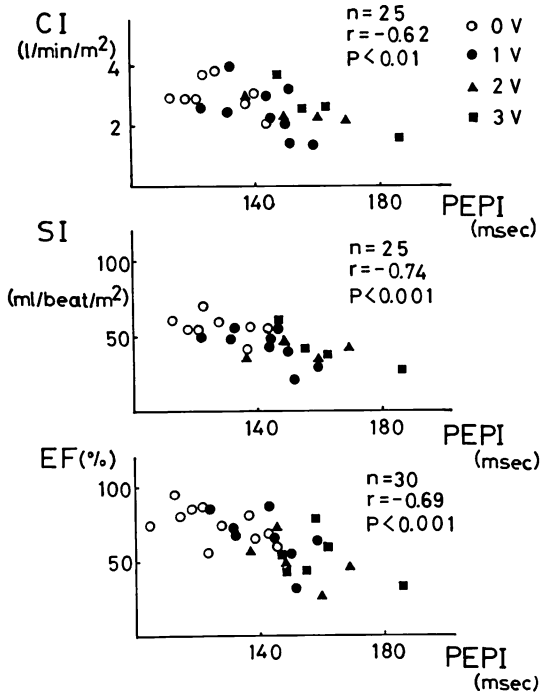 CI
(l/min/m²)
n=25
r=-0.62
P<0.01
○ 0 V
● 1 V
▲ 2 V
■ 3 V
4
2
140
180
PEPI
(msec)
SI
(ml/beat/m²)
n=25
r=-0.74
P<0.001
100
50
140
180
PEPI
(msec)
EF(%)
n=30
r=-0.69
P<0.001
100
50
140
180
PEPI
(msec)